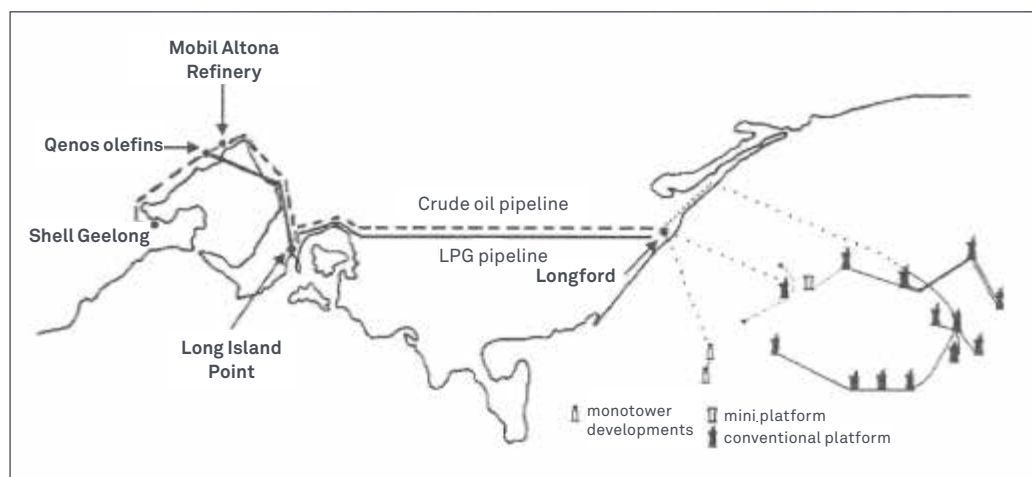 Mobil Altona
Refinery
Qenos olefins
Crude oil pipeline
Shell Geelong
LPG pipeline
Longford
Long Island
Point
monotower
developments
mini platform
conventional platform